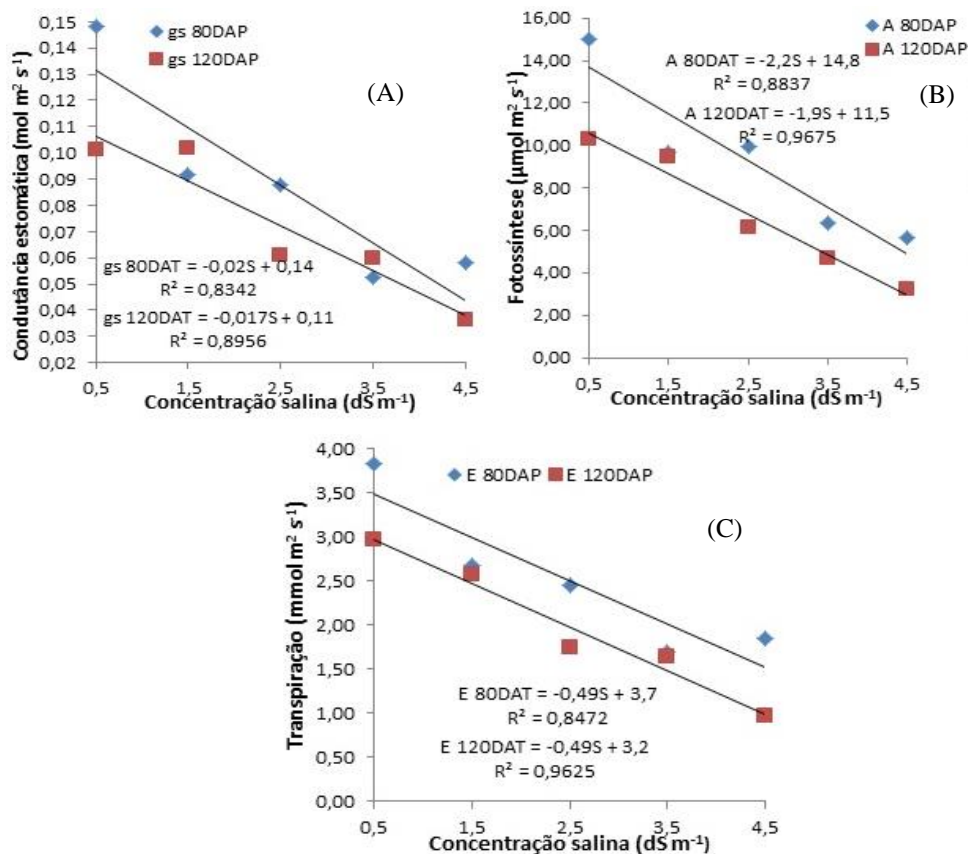 0,15
0,14
0,13
0,12
0,11
0,10
0,09
0,08
0,07
0,06
0,05
0,04
0,03
0,02
Condutância estomática (mol m² s⁻¹)
gs 80DAP
gs 120DAP
(A)
gs 80DAT = -0,02S + 0,14
R² = 0,8342
gs 120DAT = -0,017S + 0,11
R² = 0,8956
0,5 1,5 2,5 3,5 4,5
Concentração salina (dS m⁻¹)
16,00
14,00
12,00
10,00
8,00
6,00
4,00
2,00
0,00
Fotossíntese (µmol m² s⁻¹)
A 80DAP
A 120DAP
(B)
A 80DAT = -2,2S + 14,8
R² = 0,8837
A 120DAT = -1,9S + 11,5
R² = 0,9675
0,5 1,5 2,5 3,5 4,5
Concentração salina (dS m⁻¹)
4,00
3,50
3,00
2,50
2,00
1,50
1,00
0,50
0,00
Transpiração (mmol m² s⁻¹)
E 80DAP E 120DAP
(C)
E 80DAT = -0,49S + 3,7
R² = 0,8472
E 120DAT = -0,49S + 3,2
R² = 0,9625
0,5 1,5 2,5 3,5 4,5
Concentração salina (dS m⁻¹)